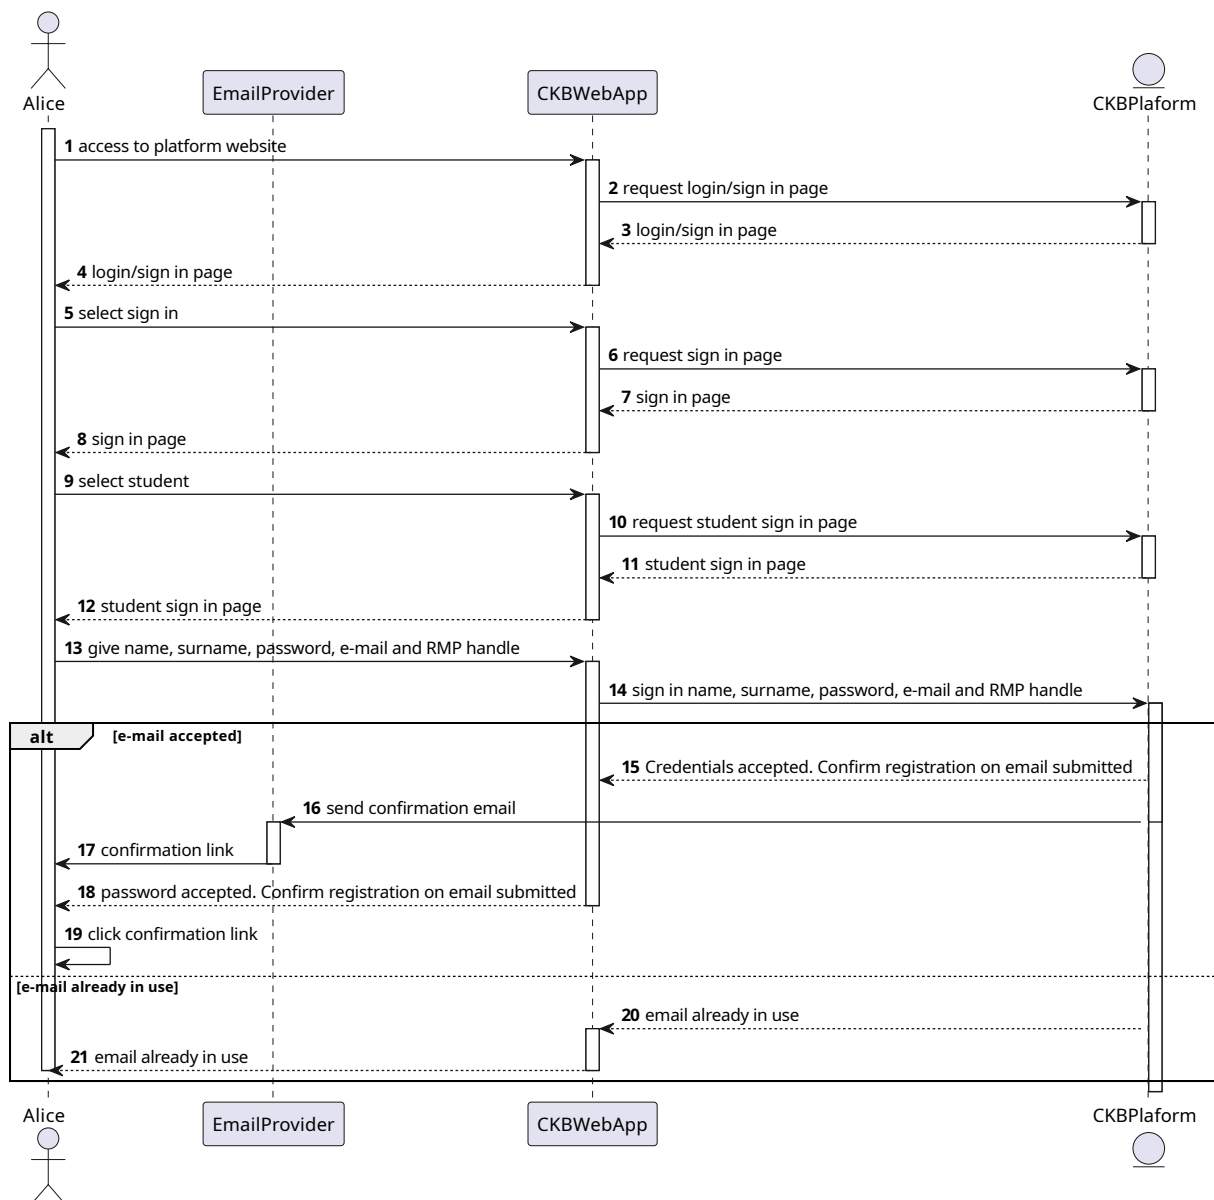 Alice
EmailProvider
CKBWebApp
CKBPlaform
1 access to platform website
2 request login/sign in page
3 login/sign in page
4 login/sign in page
5 select sign in
6 request sign in page
7 sign in page
8 sign in page
9 select student
10 request student sign in page
11 student sign in page
12 student sign in page
13 give name, surname, password, e-mail and RMP handle
14 sign in name, surname, password, e-mail and RMP handle
alt [e-mail accepted]
15 Credentials accepted. Confirm registration on email submitted
16 send confirmation email
17 confirmation link
18 password accepted. Confirm registration on email submitted
19 click confirmation link
[e-mail already in use]
20 email already in use
21 email already in use
Alice
EmailProvider
CKBWebApp
CKBPlaform